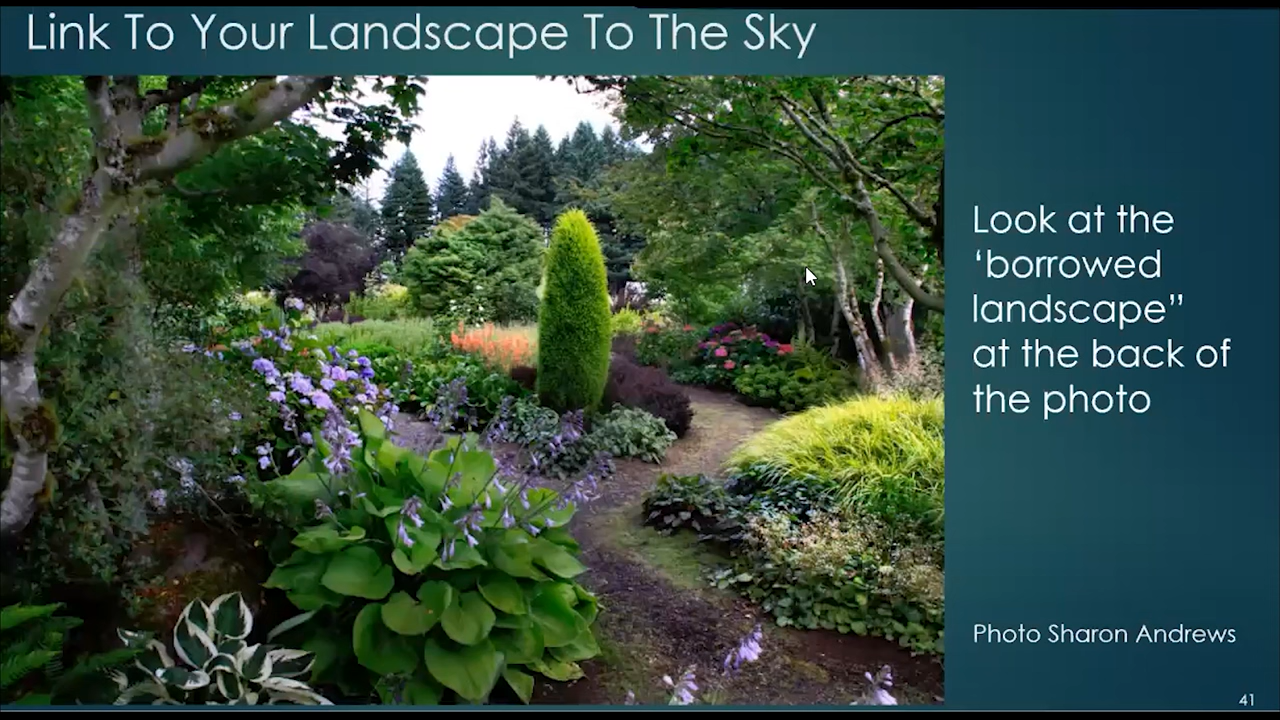 Link To Your Landscape To The Sky
Look at the
‘borrowed
landscape”
at the back of
the photo
Photo Sharon Andrews
41